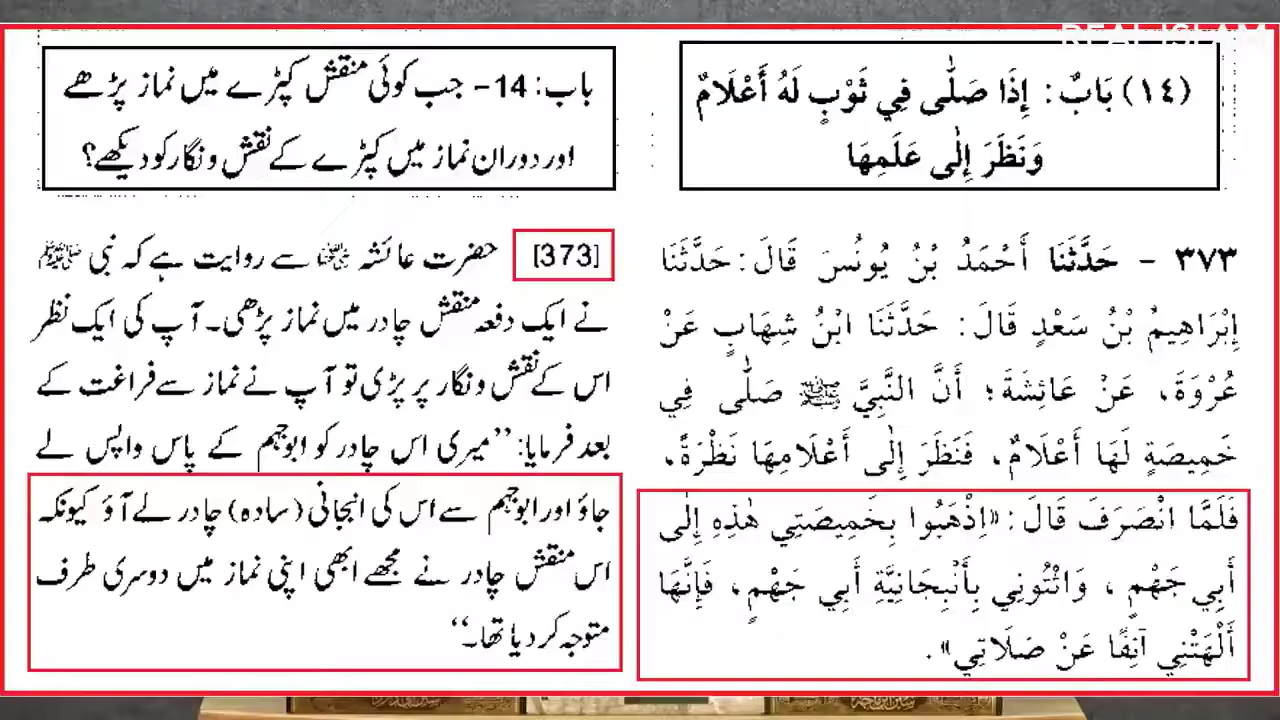 REAL ISLAM
(١٤) بَابٌ: إِذَا صَلَّى فِي ثَوْبٍ لَهُ أَعْلَامٌ
وَنَظَرَ إِلَى عَلَمِهَا
٣٧٣ - حَدَّثَنَا أَحْمَدُ بْنُ يُونُسَ قَالَ: حَدَّثَنَا
إِبْرَاهِيمُ بْنُ سَعْدٍ قَالَ: حَدَّثَنَا ابْنُ شِهَابٍ عَنْ
عُرْوَةَ، عَنْ عَائِشَةَ؛ أَنَّ النَّبِيَّ ﷺ صَلَّى فِي
خَمِيصَةٍ لَهَا أَعْلَامٌ، فَنَظَرَ إِلَى أَعْلَامِهَا نَظْرَةً،
فَلَمَّا انْصَرَفَ قَالَ: «اذْهَبُوا بِخَمِيصَتِي هٰذِهِ إِلَى
أَبِي جَهْمٍ، وَائْتُونِي بِأَنْبِجَانِيَّةِ أَبِي جَهْمٍ، فَإِنَّهَا
أَلْهَتْنِي آنِفًا عَنْ صَلَاتِي».
باب: 14- جب کوئی منقش کپڑے میں نماز پڑھے
اور دوران نماز میں کپڑے کے نقش و نگار کو دیکھے؟
[373] حضرت عائشہ ؓ سے روایت ہے کہ نبی ﷺ
نے ایک دفعہ منقش چادر میں نماز پڑھی۔ آپ کی ایک نظر
اس کے نقش و نگار پر پڑی تو آپ نے نماز سے فراغت کے
بعد فرمایا: ’’میری اس چادر کو ابوجہم کے پاس واپس لے
جاؤ اور ابوجہم سے اس کی انبجانی (سادہ) چادر لے آؤ کیونکہ
اس منقش چادر نے مجھے ابھی اپنی نماز میں دوسری طرف
متوجہ کر دیا تھا۔‘‘